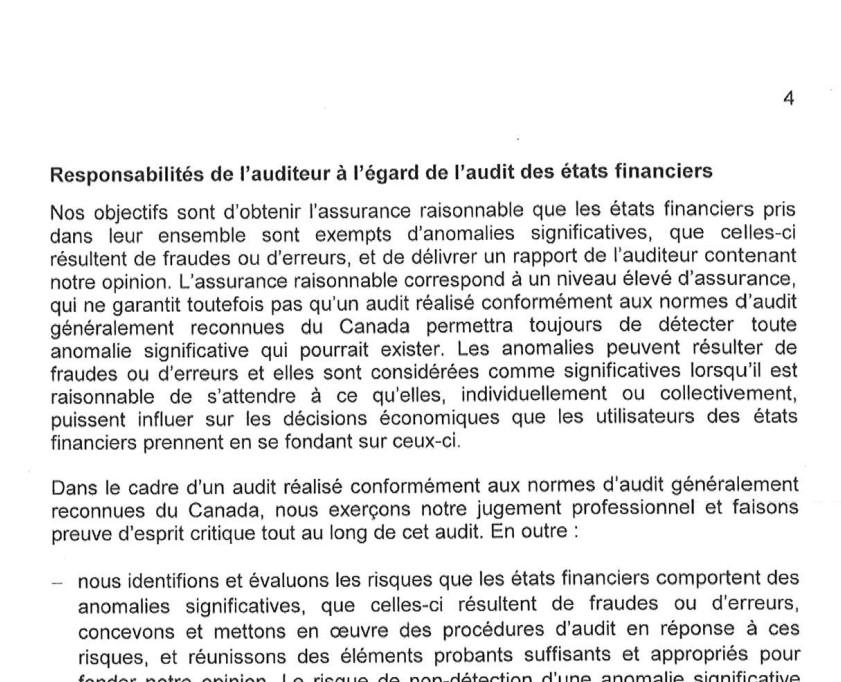 4
Responsabilités de l'auditeur à l'égard de l'audit des états financiers
Nos objectifs sont d'obtenir l'assurance raisonnable que les états financiers pris
dans leur ensemble sont exempts d'anomalies significatives, que celles-ci
résultent de fraudes ou d'erreurs, et de délivrer un rapport de l'auditeur contenant
notre opinion. L'assurance raisonnable correspond à un niveau élevé d'assurance,
qui ne garantit toutefois pas qu'un audit réalisé conformément aux normes d'audit
généralement reconnues du Canada permettra toujours de détecter toute
anomalie significative qui pourrait exister. Les anomalies peuvent résulter de
fraudes ou d'erreurs et elles sont considérées comme significatives lorsqu'il est
raisonnable de s'attendre à ce qu'elles, individuellement ou collectivement,
puissent influer sur les décisions économiques que les utilisateurs des états
financiers prennent en se fondant sur ceux-ci.
Dans le cadre d'un audit réalisé conformément aux normes d'audit généralement
reconnues du Canada, nous exerçons notre jugement professionnel et faisons
preuve d'esprit critique tout au long de cet audit. En outre :
– nous identifions et évaluons les risques que les états financiers comportent des
anomalies significatives, que celles-ci résultent de fraudes ou d'erreurs,
concevons et mettons en œuvre des procédures d'audit en réponse à ces
risques, et réunissons des éléments probants suffisants et appropriés pour
fonder notre opinion. Le risque de non-détection d'une anomalie significative